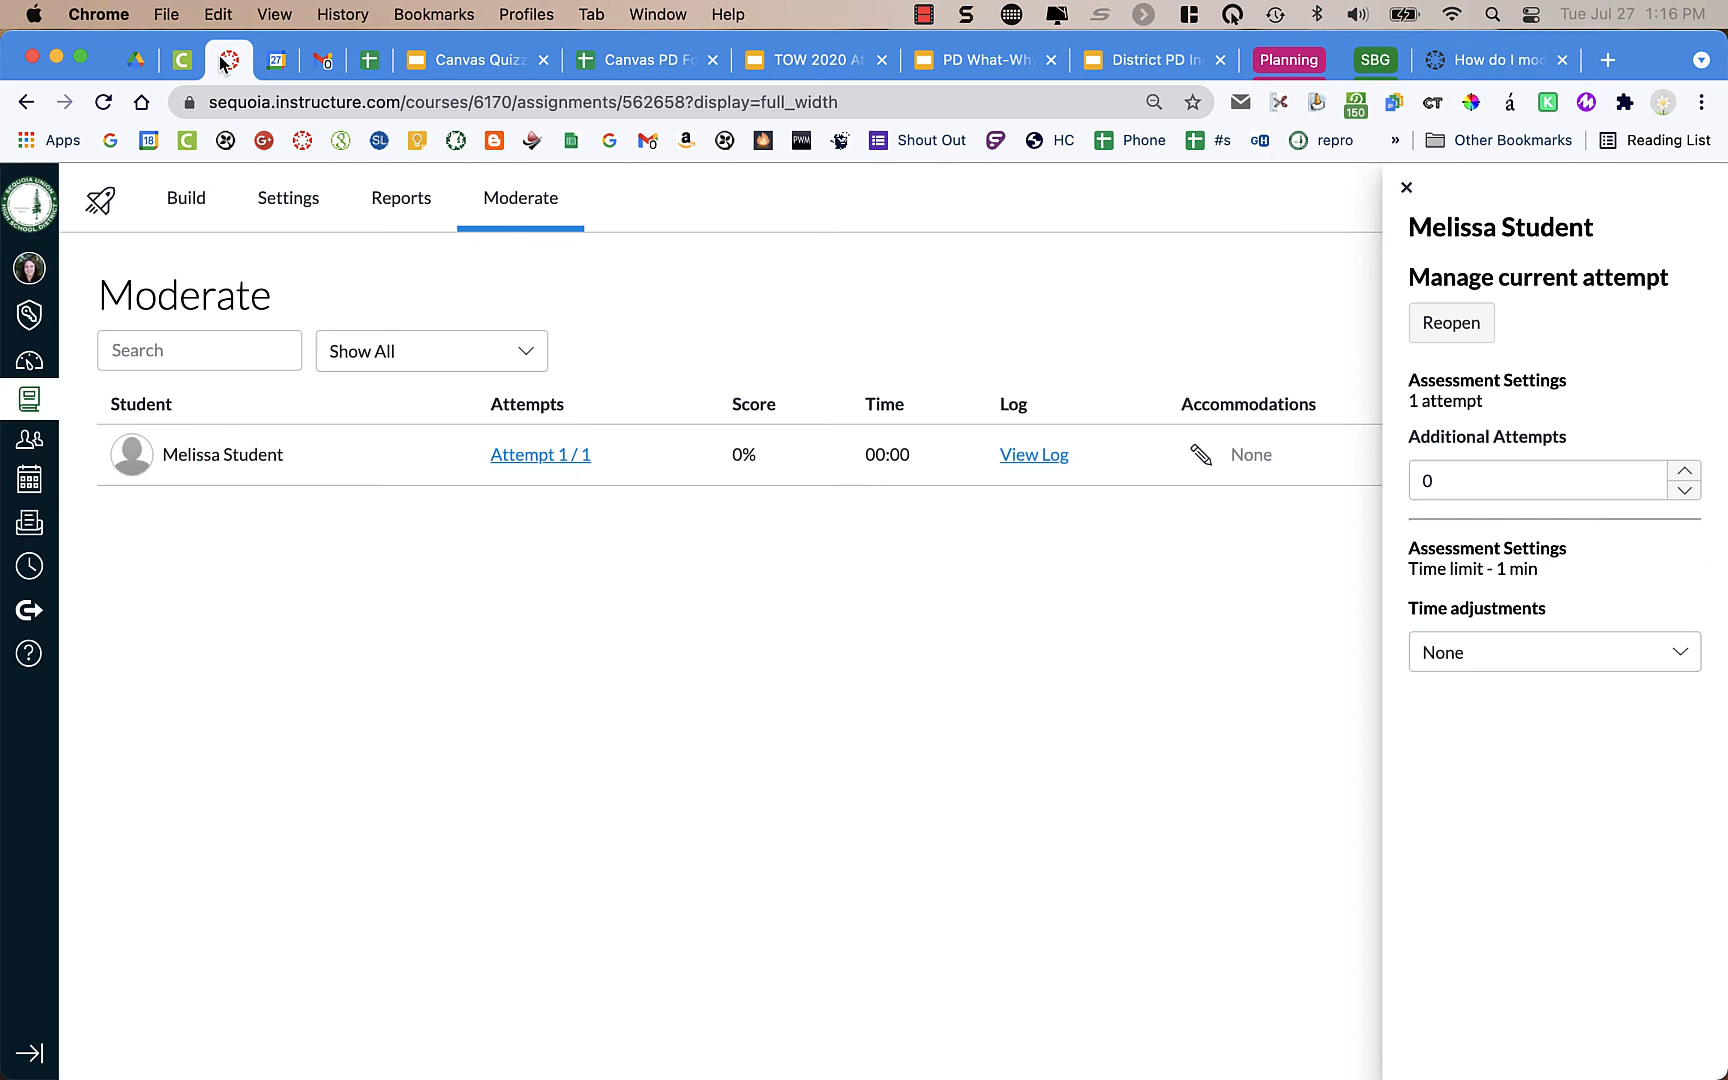 Chrome File Edit View History Bookmarks Profiles Tab Window Help Tue Jul 27 1:16 PM
Canvas Quizz Canvas PD Fo TOW 2020 At PD What-Why District PD In Planning SBG How do I mod
sequoia.instructure.com/courses/6170/assignments/562658?display=full_width
150
Apps Shout Out HC Phone #s repro » Other Bookmarks Reading List
Build Settings Reports Moderate
Moderate
Search Show All
Student Attempts Score Time Log Accommodations
Melissa Student Attempt 1 / 1 0% 00:00 View Log None
Melissa Student
Manage current attempt
Reopen
Assessment Settings
1 attempt
Additional Attempts
0
Assessment Settings
Time limit - 1 min
Time adjustments
None